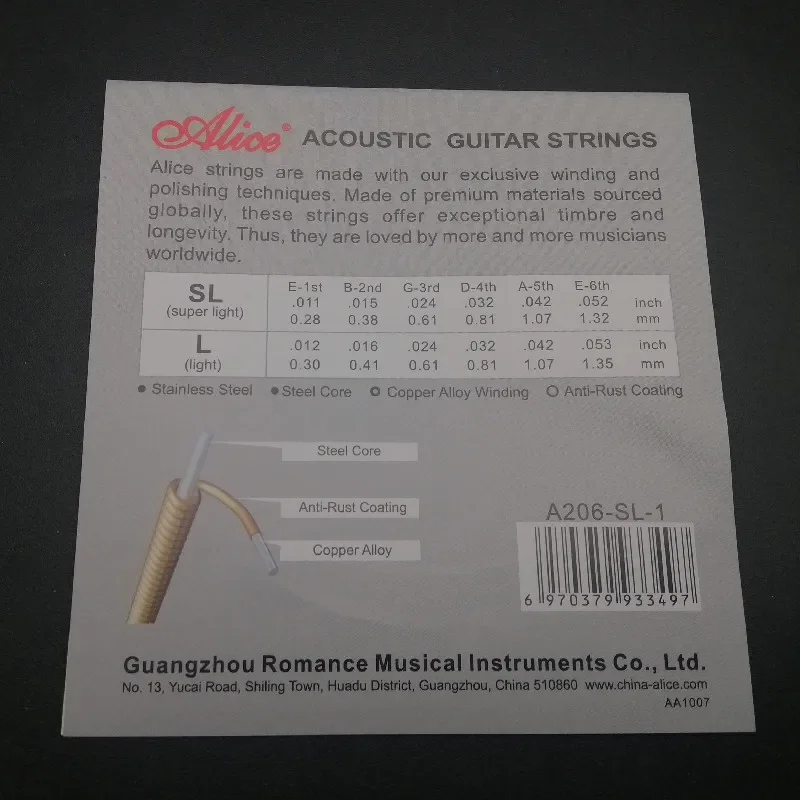 Alice® ACOUSTIC GUITAR STRINGS
Alice strings are made with our exclusive winding and
polishing techniques. Made of premium materials sourced
globally, these strings offer exceptional timbre and
longevity. Thus, they are loved by more and more musicians
worldwide.
SL (super light) E-1st B-2nd G-3rd D-4th A-5th E-6th
.011 .015 .024 .032 .042 .052 inch
0.28 0.38 0.61 0.81 1.07 1.32 mm
L (light) .012 .016 .024 .032 .042 .053 inch
0.30 0.41 0.61 0.81 1.07 1.35 mm
Stainless Steel Steel Core Copper Alloy Winding Anti-Rust Coating
Steel Core
Anti-Rust Coating
Copper Alloy
A206-SL-1
6 970379 933497
Guangzhou Romance Musical Instruments Co., Ltd.
No. 13, Yucai Road, Shiling Town, Huadu District, Guangzhou, China 510860 www.china-alice.com
AA1007